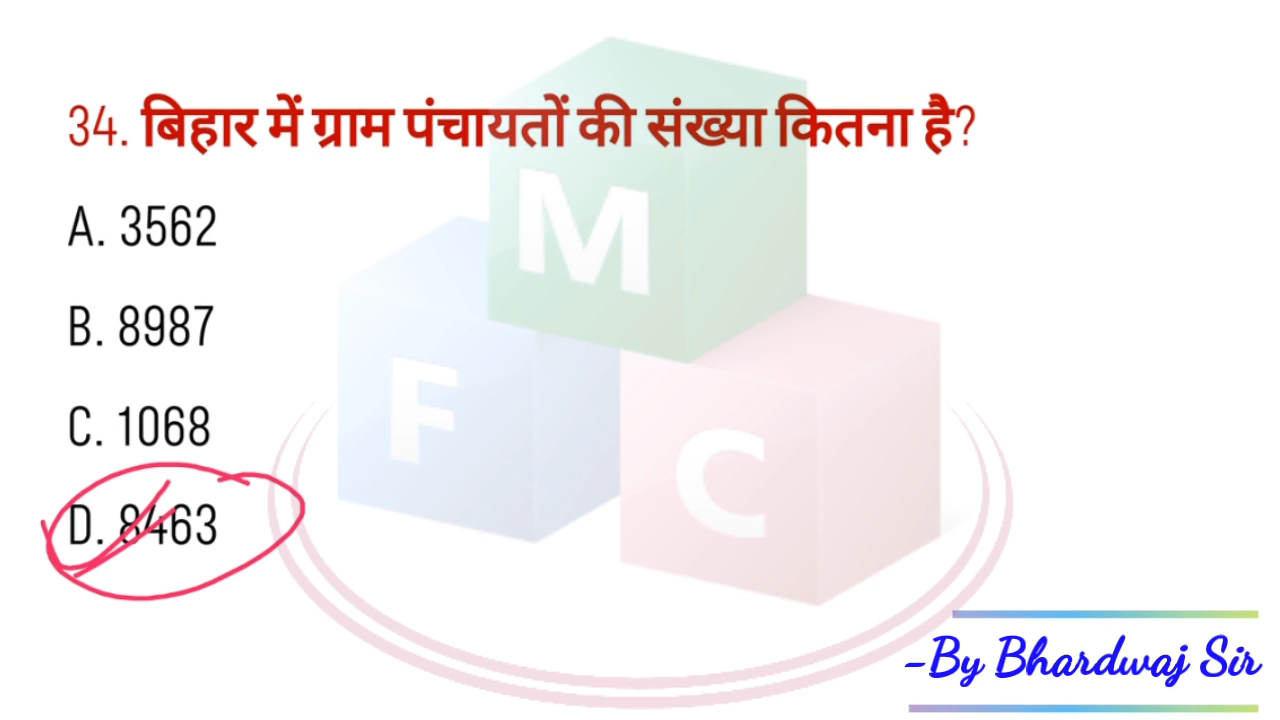 34. बिहार में ग्राम पंचायतों की संख्या कितना है?
A. 3562
B. 8987
C. 1068
D. 8463
M
F
C
-By Bhardwaj Sir